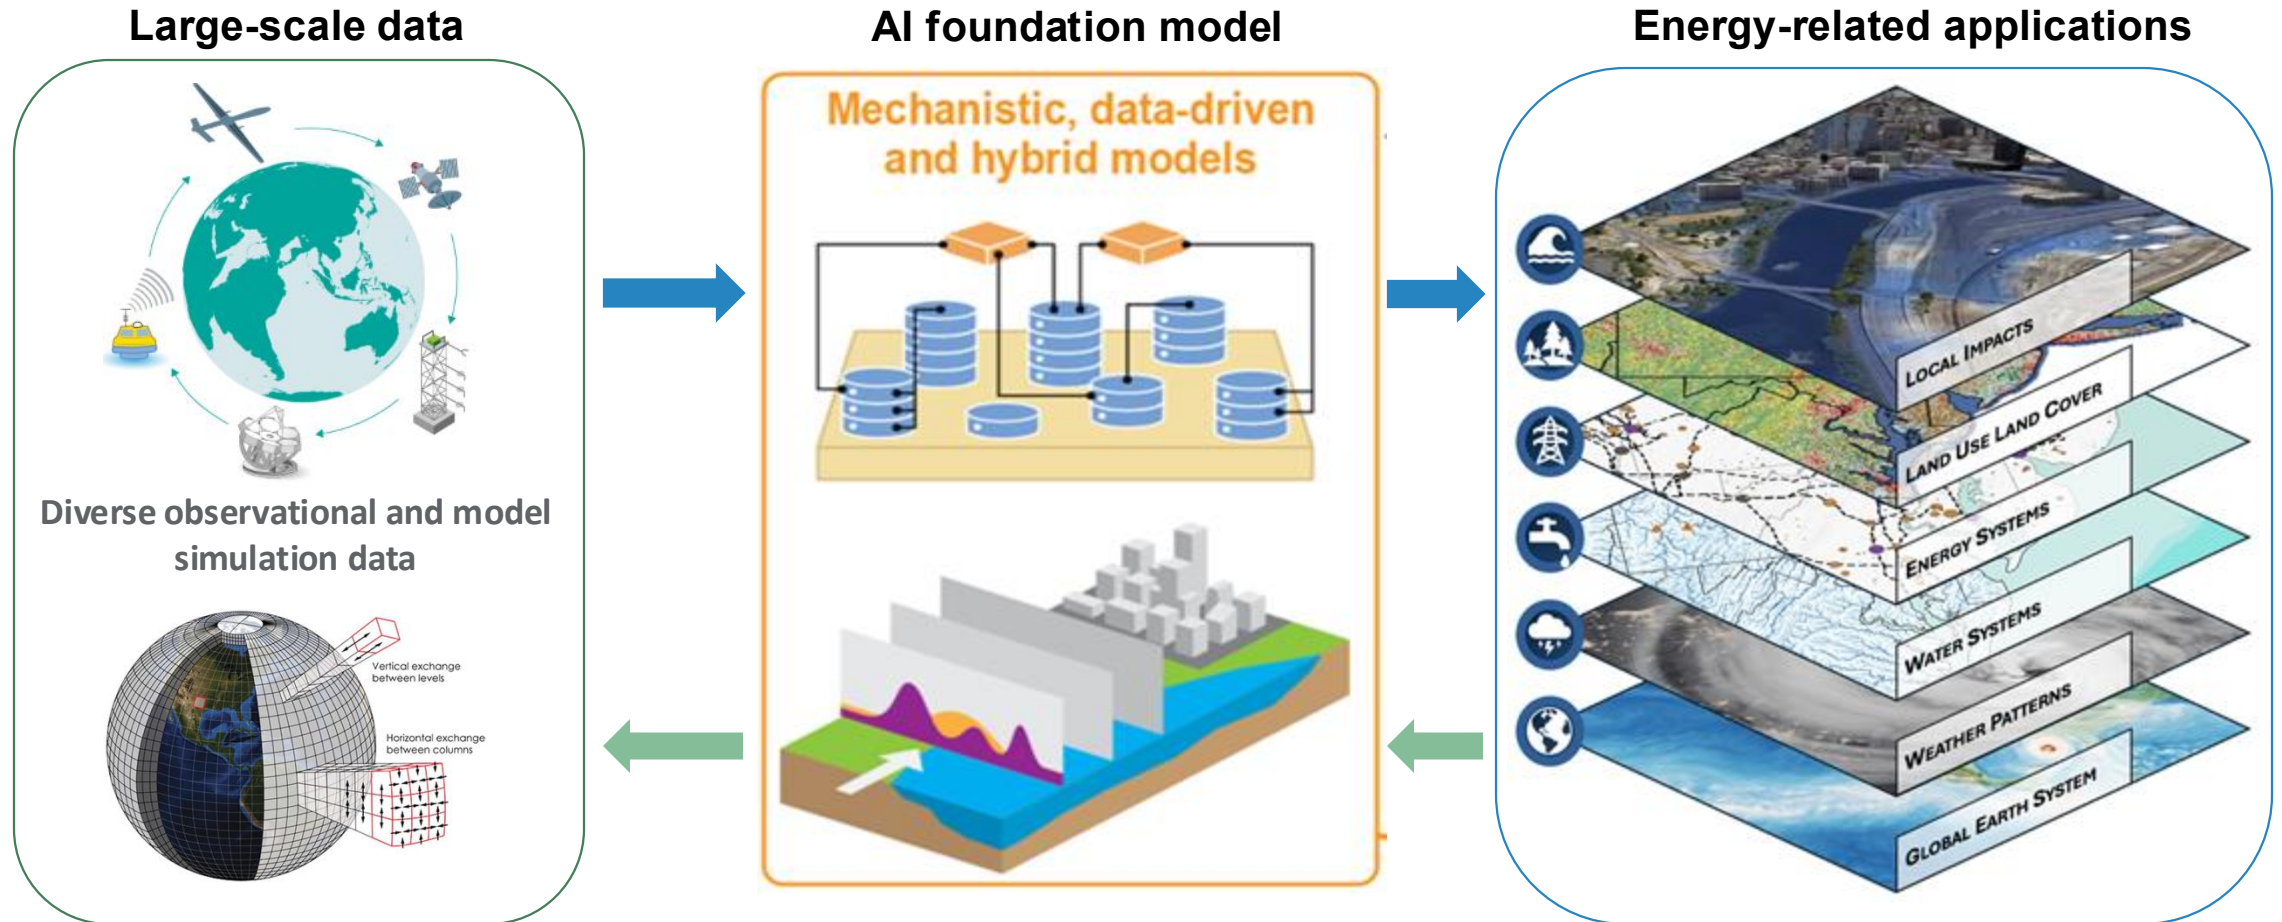 Large-scale data
Diverse observational and model
simulation data
Vertical exchange
between levels
Horizontal exchange
between columns
AI foundation model
Mechanistic, data-driven
and hybrid models
Energy-related applications
LOCAL IMPACTS
LAND USE LAND COVER
ENERGY SYSTEMS
WATER SYSTEMS
WEATHER PATTERNS
GLOBAL EARTH SYSTEM